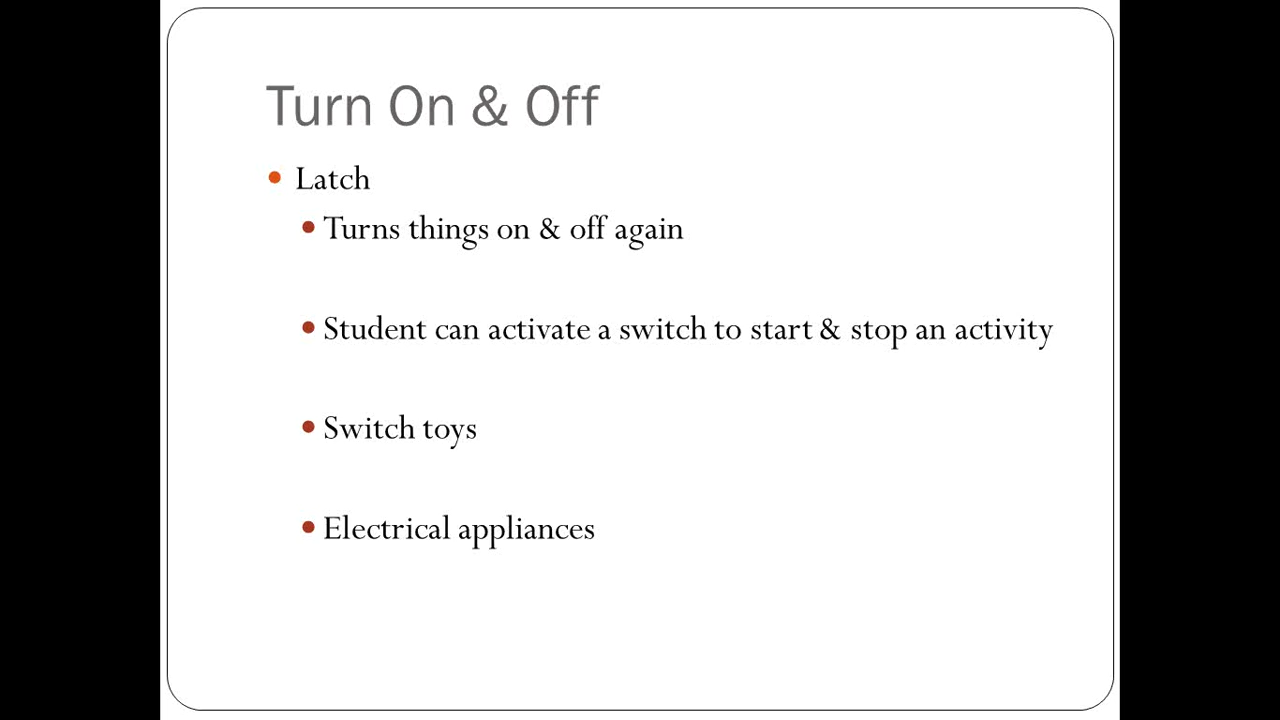 Turn On & Off
Latch
Turns things on & off again
Student can activate a switch to start & stop an activity
Switch toys
Electrical appliances